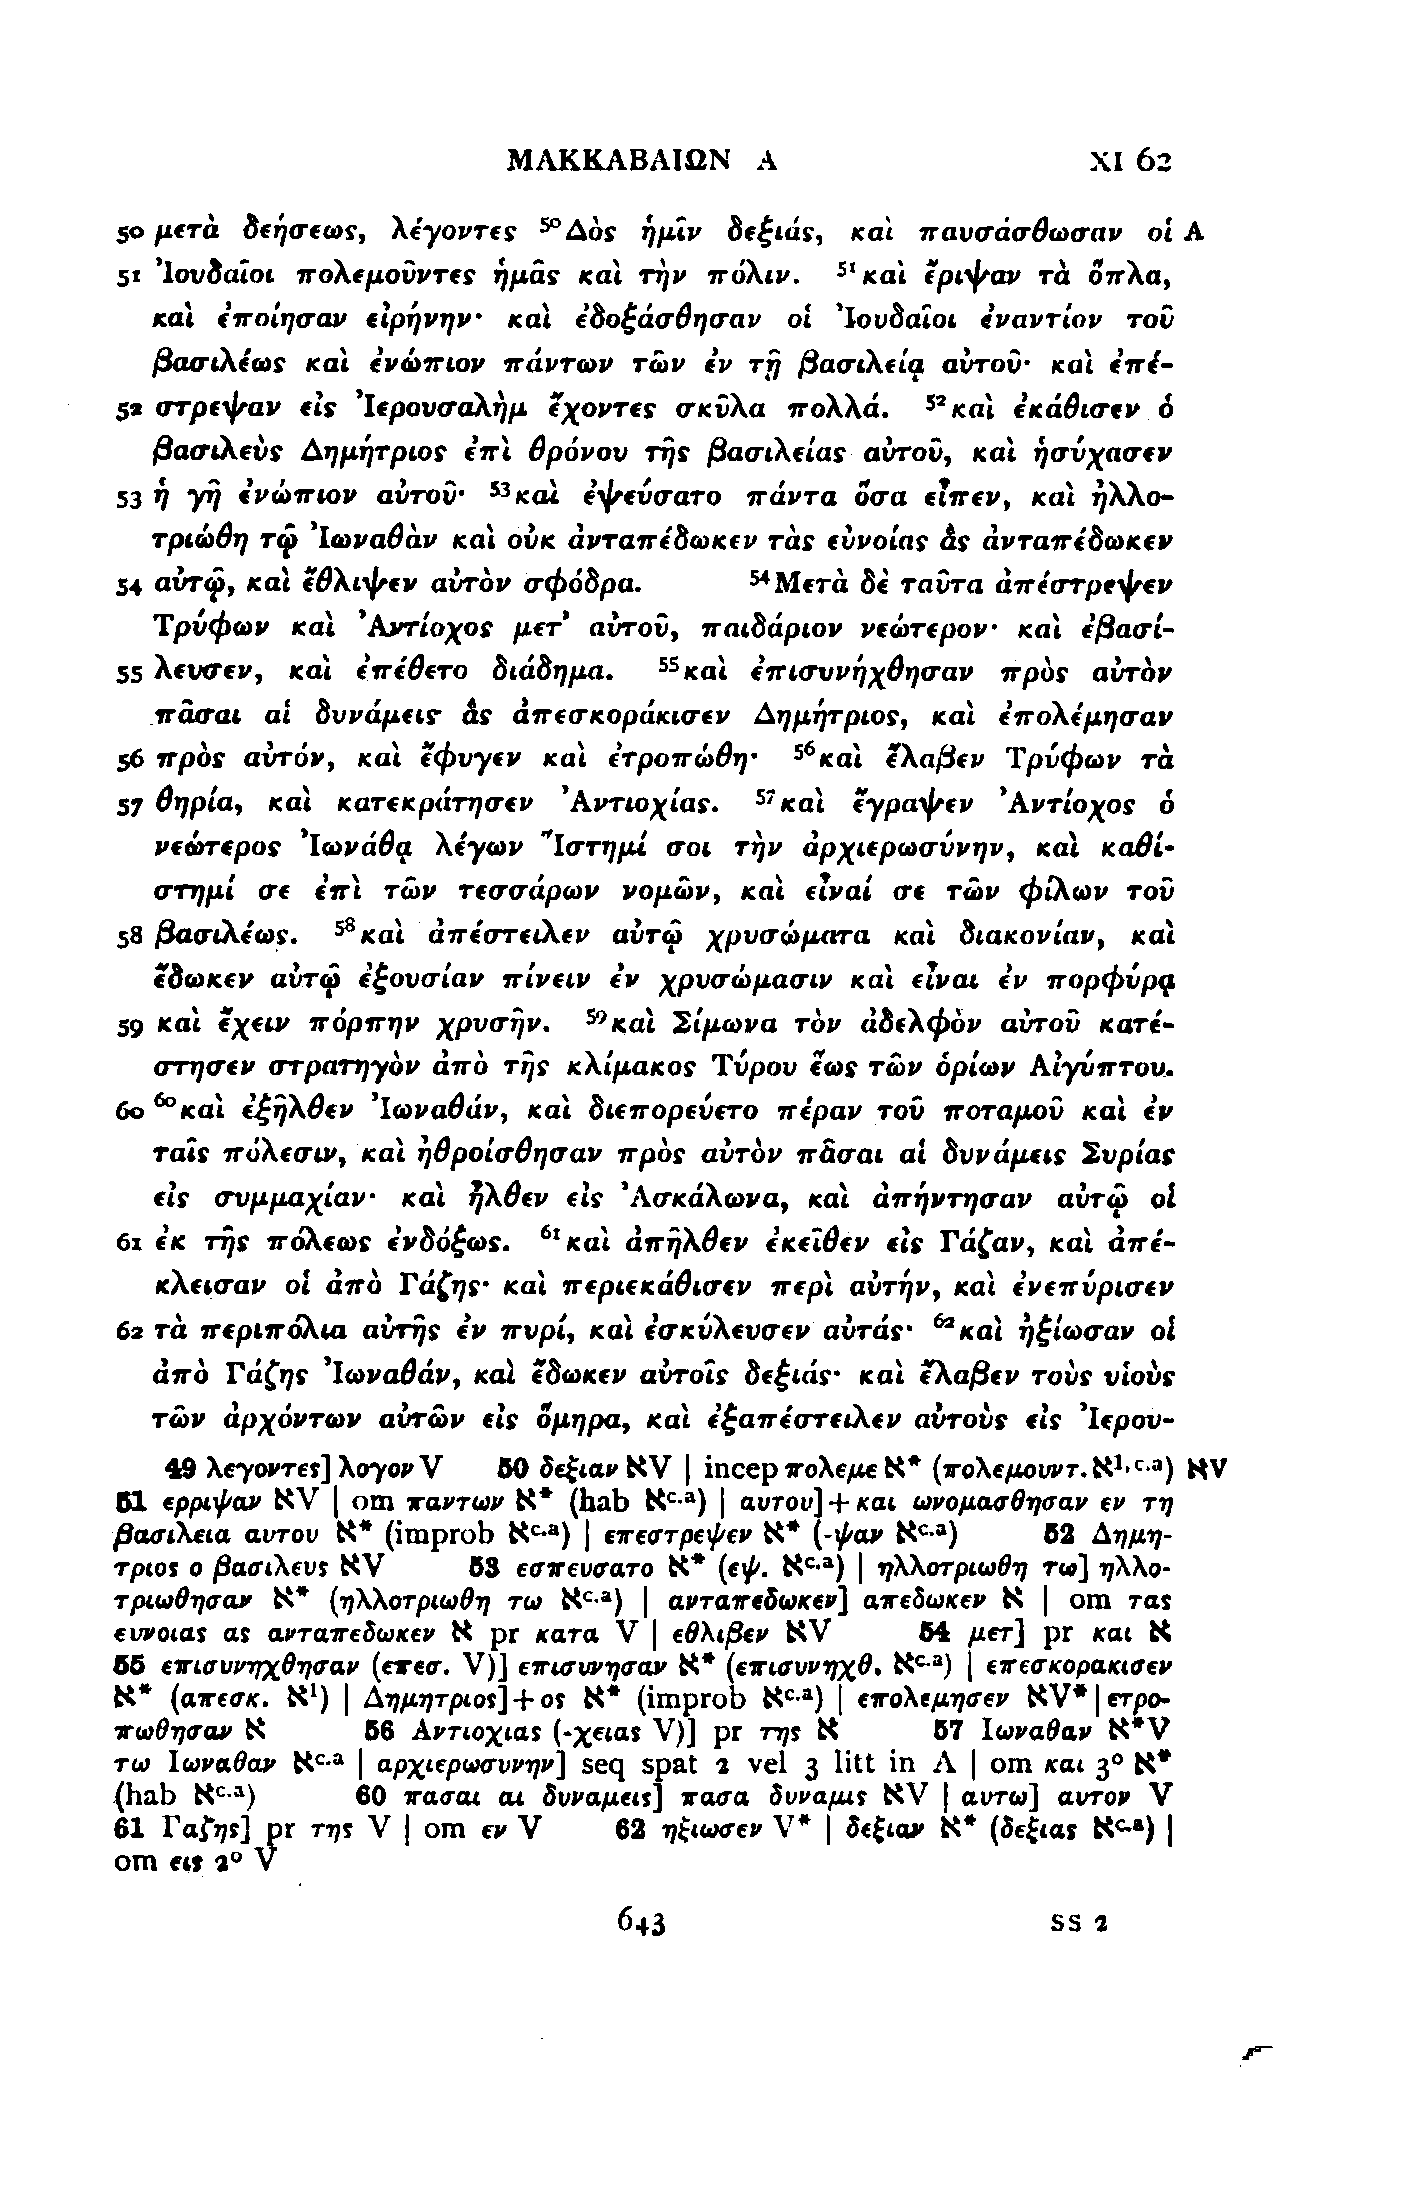 ΜΑΚΚΑΒΑΙΩΝ Α XI 62
50 μετὰ δεήσεως, λέγοντες ⁵⁰Δὸς ἡμῖν δεξιάς, καὶ παυσάσθωσαν οἱ A
51 Ἰουδαῖοι πολεμοῦντες ἡμᾶς καὶ τὴν πόλιν. ⁵¹καὶ ἔριψαν τὰ ὅπλα,
καὶ ἐποίησαν εἰρήνην· καὶ ἐδοξάσθησαν οἱ Ἰουδαῖοι ἐναντίον τοῦ
βασιλέως καὶ ἐνώπιον πάντων τῶν ἐν τῇ βασιλείᾳ αὐτοῦ· καὶ ἐπέ-
52 στρεψαν εἰς Ἰερουσαλὴμ ἔχοντες σκῦλα πολλά. ⁵²καὶ ἐκάθισεν ὁ
βασιλεὺς Δημήτριος ἐπὶ θρόνου τῆς βασιλείας αὐτοῦ, καὶ ἡσύχασεν
53 ἡ γῆ ἐνώπιον αὐτοῦ· ⁵³καὶ ἐψεύσατο πάντα ὅσα εἶπεν, καὶ ἠλλο-
τριώθη τῷ Ἰωναθὰν καὶ οὐκ ἀνταπέδωκεν τὰς εὐνοίας ἃς ἀνταπέδωκεν
54 αὐτῷ, καὶ ἔθλιψεν αὐτὸν σφόδρα. ⁵⁴Μετὰ δὲ ταῦτα ἀπέστρεψεν
Τρύφων καὶ Ἀντίοχος μετ᾽ αὐτοῦ, παιδάριον νεώτερον· καὶ ἐβασί-
55 λευσεν, καὶ ἐπέθετο διάδημα. ⁵⁵καὶ ἐπισυνήχθησαν πρὸς αὐτὸν
πᾶσαι αἱ δυνάμεις ἃς ἀπεσκοράκισεν Δημήτριος, καὶ ἐπολέμησαν
56 πρὸς αὐτόν, καὶ ἔφυγεν καὶ ἐτροπώθη· ⁵⁶καὶ ἔλαβεν Τρύφων τὰ
57 θηρία, καὶ κατεκράτησεν Ἀντιοχίας. ⁵⁷καὶ ἔγραψεν Ἀντίοχος ὁ
νεώτερος Ἰωνάθᾳ λέγων Ἵστημί σοι τὴν ἀρχιερωσύνην, καὶ καθί-
στημί σε ἐπὶ τῶν τεσσάρων νομῶν, καὶ εἶναί σε τῶν φίλων τοῦ
58 βασιλέως. ⁵⁸καὶ ἀπέστειλεν αὐτῷ χρυσώματα καὶ διακονίαν, καὶ
ἔδωκεν αὐτῷ ἐξουσίαν πίνειν ἐν χρυσώμασιν καὶ εἶναι ἐν πορφύρᾳ
59 καὶ ἔχειν πόρπην χρυσῆν. ⁵⁹καὶ Σίμωνα τὸν ἀδελφὸν αὐτοῦ κατέ-
στησεν στρατηγὸν ἀπὸ τῆς κλίμακος Τύρου ἕως τῶν ὁρίων Αἰγύπτου.
60 ⁶⁰καὶ ἐξῆλθεν Ἰωναθάν, καὶ διεπορεύετο πέραν τοῦ ποταμοῦ καὶ ἐν
ταῖς πόλεσιν, καὶ ἠθροίσθησαν πρὸς αὐτὸν πᾶσαι αἱ δυνάμεις Συρίας
εἰς συμμαχίαν· καὶ ἦλθεν εἰς Ἀσκάλωνα, καὶ ἀπήντησαν αὐτῷ οἱ
61 ἐκ τῆς πόλεως ἐνδόξως. ⁶¹καὶ ἀπῆλθεν ἐκεῖθεν εἰς Γάζαν, καὶ ἀπέ-
κλεισαν οἱ ἀπὸ Γάζης· καὶ περιεκάθισεν περὶ αὐτήν, καὶ ἐνεπύρισεν
62 τὰ περιπόλια αὐτῆς ἐν πυρί, καὶ ἐσκύλευσεν αὐτάς· ⁶²καὶ ἠξίωσαν οἱ
ἀπὸ Γάζης Ἰωναθάν, καὶ ἔδωκεν αὐτοῖς δεξιάς· καὶ ἔλαβεν τοὺς υἱοὺς
τῶν ἀρχόντων αὐτῶν εἰς ὅμηρα, καὶ ἐξαπέστειλεν αὐτοὺς εἰς Ἰερου-
49 λεγοντες] λογον V 50 δεξιαν אV | incep πολεμε א* (πολεμουντ. א1, c.a) אV
51 ερριψαν אV | om παντων א* (hab אc.a) | αυτου]+και ωνομασθησαν εν τη
βασιλεια αυτου א* (improb אc.a) | επεστρεψεν א* (-ψαν אc.a) 52 Δημη-
τριος ο βασιλευς אV 53 εσπευσατο א* (εψ. אc.a) | ηλλοτριωθη τω] ηλλο-
τριωθησαν א* (ηλλοτριωθη τω אc.a) | ανταπεδωκεν] απεδωκεν א | om τας
ευνοιας ας ανταπεδωκεν א pr κατα V | εθλιβεν אV 54 μετ] pr και א
55 επισυνηχθησαν (επεσ. V)] επισυνησαν א* (επισυνηχθ. אc.a) | επεσκορακισεν
א* (απεσκ. א1) | Δημητριος]+ος א* (improb אc.a) | επολεμησεν אV* | ετρο-
πωθησαν א 56 Αντιοχιας (-χειας V)] pr της א 57 Ιωναθαν א*V
τω Ιωναθαν אc.a | αρχιερωσυνην] seq spat 2 vel 3 litt in A | om και 3º א*
(hab אc.a) 60 πασαι αι δυναμεις] πασα δυναμις אV | αυτω] αυτον V
61 Γαζης] pr της V | om εν V 62 ηξιωσεν V* | δεξιαν א* (δεξιας אc.a) |
om εις 2º V
643 SS 2